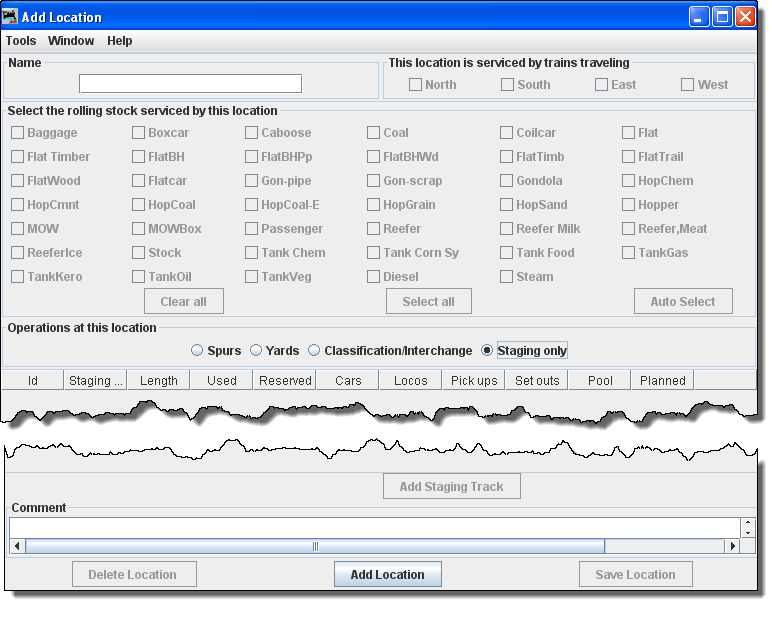 Add Location
Tools Window Help
Name
This location is serviced by trains traveling
North South East West
Select the rolling stock serviced by this location
Baggage Boxcar Caboose Coal Coilcar Flat
Flat Timber FlatBH FlatBHPp FlatBHWd FlatTimb FlatTrail
FlatWood Flatcar Gon-pipe Gon-scrap Gondola HopChem
HopCmnt HopCoal HopCoal-E HopGrain HopSand Hopper
MOW MOWBox Passenger Reefer Reefer Milk Reefer,Meat
ReeferIce Stock Tank Chem Tank Corn Sy Tank Food TankGas
TankKero TankOil TankVeg Diesel Steam
Clear all Select all Auto Select
Operations at this location
Spurs Yards Classification/Interchange Staging only
Id Staging ... Length Used Reserved Cars Locos Pick ups Set outs Pool Planned
Add Staging Track
Comment
Delete Location Add Location Save Location